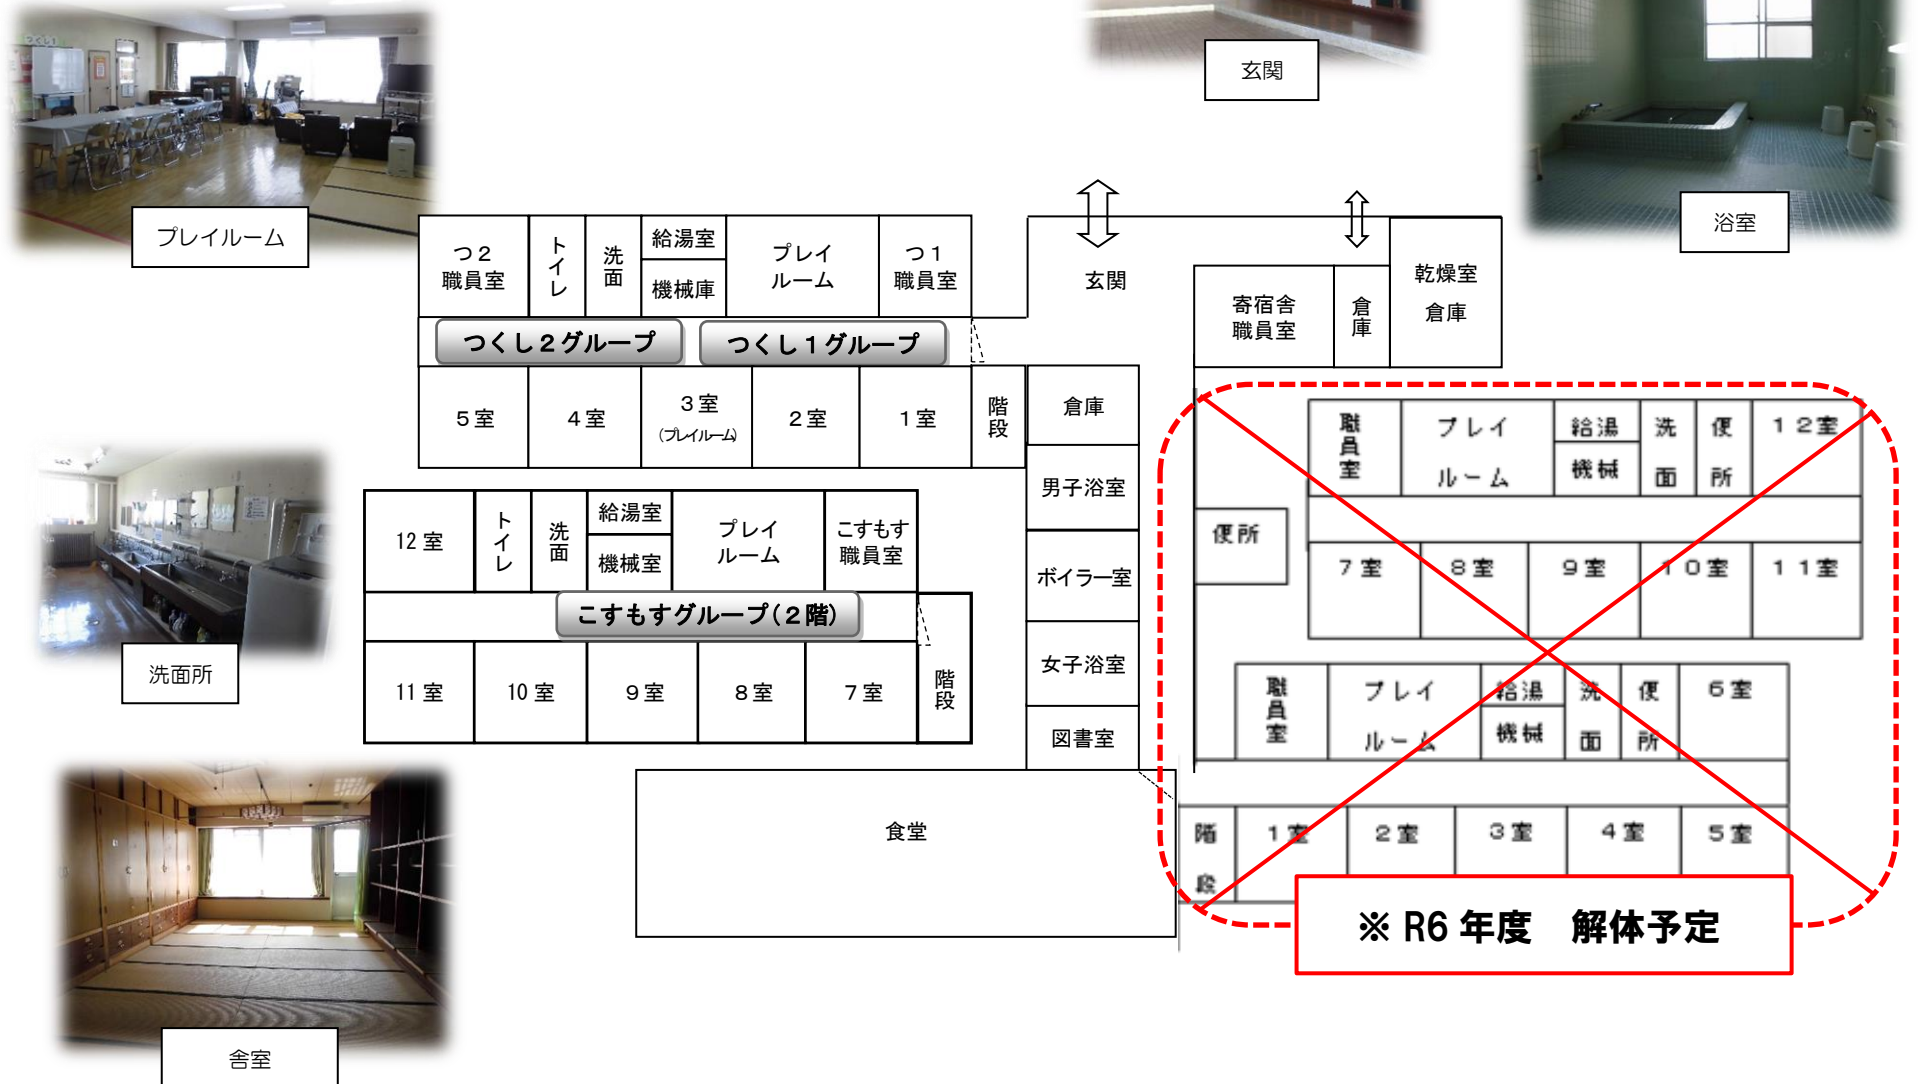 玄関
プレイルーム
浴室
つ２
職員室
トイレ
洗面
給湯室
機械庫
プレイ
ルーム
つ１
職員室
玄関
寄宿舎
職員室
倉庫
乾燥室
倉庫
つくし２グループ
つくし１グループ
５室
４室
３室
（プレイルーム）
２室
１室
階段
倉庫
男子浴室
ボイラー室
女子浴室
図書室
12室
トイレ
洗面
給湯室
機械室
プレイ
ルーム
こすもす
職員室
こすもすグループ（２階）
11室
10室
９室
８室
７室
階段
洗面所
食堂
職員室
プレイ
ルーム
給湯
機械
洗面
便所
１２室
便所
７室
８室
９室
１０室
１１室
職員室
プレイ
ルーム
給湯
機械
洗面
便所
６室
階段
１室
２室
３室
４室
５室
※ R6 年度　解体予定
舎室